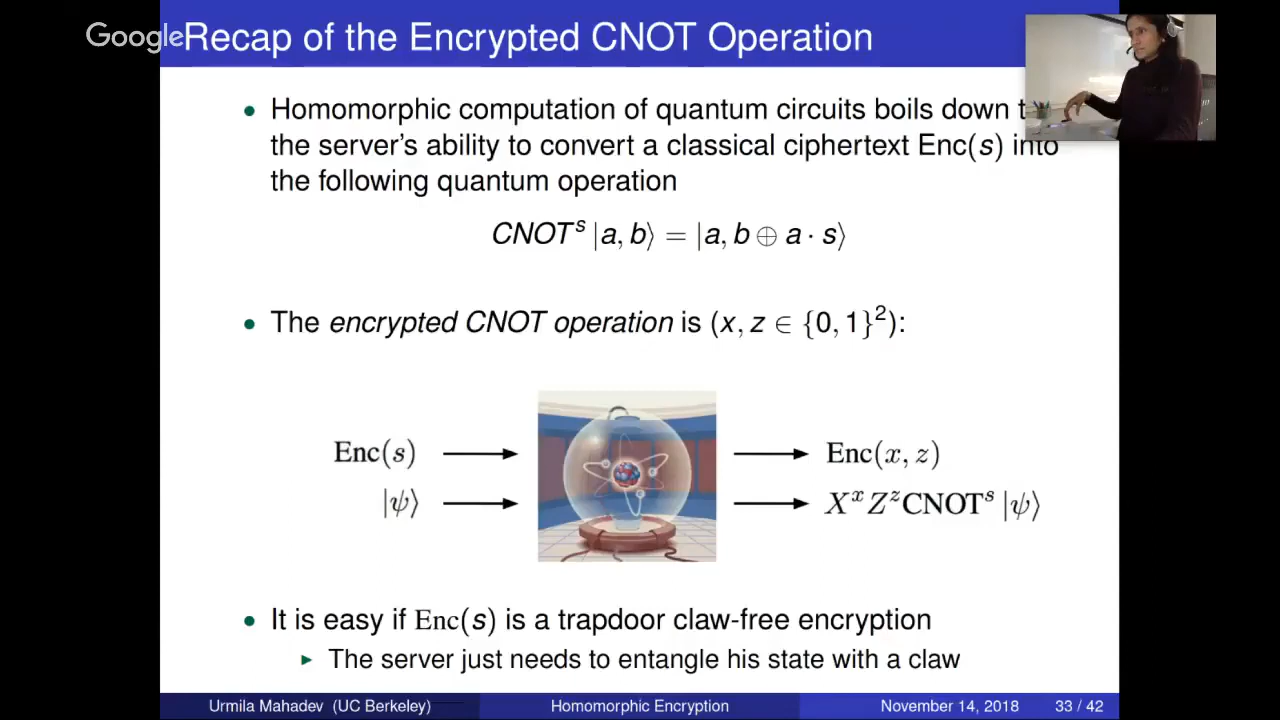 Google
Recap of the Encrypted CNOT Operation
• Homomorphic computation of quantum circuits boils down t
the server's ability to convert a classical ciphertext Enc(s) into
the following quantum operation
CNOTˢ |a, b⟩ = |a, b ⊕ a · s⟩
• The encrypted CNOT operation is (x, z ∈ {0, 1}²):
Enc(s)
Enc(x, z)
|ψ⟩
XˣZᶻCNOTˢ |ψ⟩
• It is easy if Enc(s) is a trapdoor claw-free encryption
▶ The server just needs to entangle his state with a claw
Urmila Mahadev (UC Berkeley) Homomorphic Encryption November 14, 2018 33 / 42